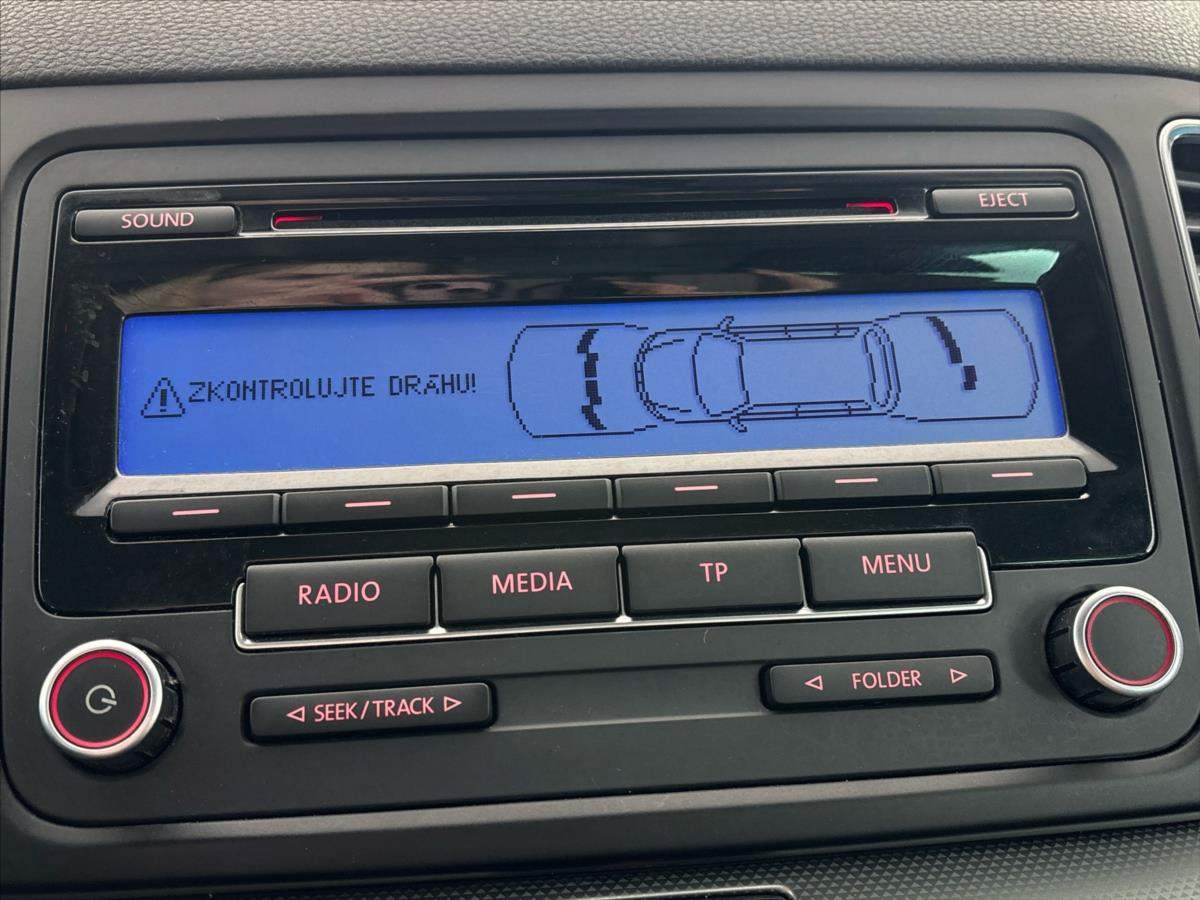 SOUND
EJECT
ZKONTROLUJTE DRÁHU!
RADIO
MEDIA
TP
MENU
SEEK/TRACK
FOLDER